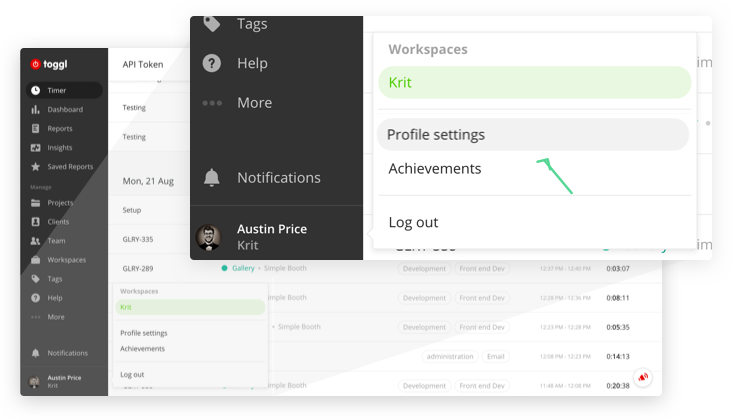 Tags
Help
More
Notifications
Austin Price
Krit
Workspaces
Krit
Profile settings
Achievements
Log out
toggl
Timer
Dashboard
Reports
Insights
Saved Reports
Manage
Projects
Clients
Team
Workspaces
Tags
Help
More
Notifications
Austin Price
Krit
API Token
Testing
Testing
Mon, 21 Aug
Setup
GLRY-335
GLRY-289
Gallery • Simple Booth
Development
Front end Dev
12:37 PM - 12:40 PM
0:03:07
Workspaces
Krit
Profile settings
Achievements
Log out
Simple Booth
Development
Front end Dev
12:28 PM - 12:36 PM
0:08:11
• Simple Booth
Development
Front end Dev
12:23 PM - 12:28 PM
0:05:35
administration
Email
12:08 PM - 12:23 PM
0:14:13
Simple Booth
Development
Front end Dev
11:48 AM - 12:08 PM
0:20:38